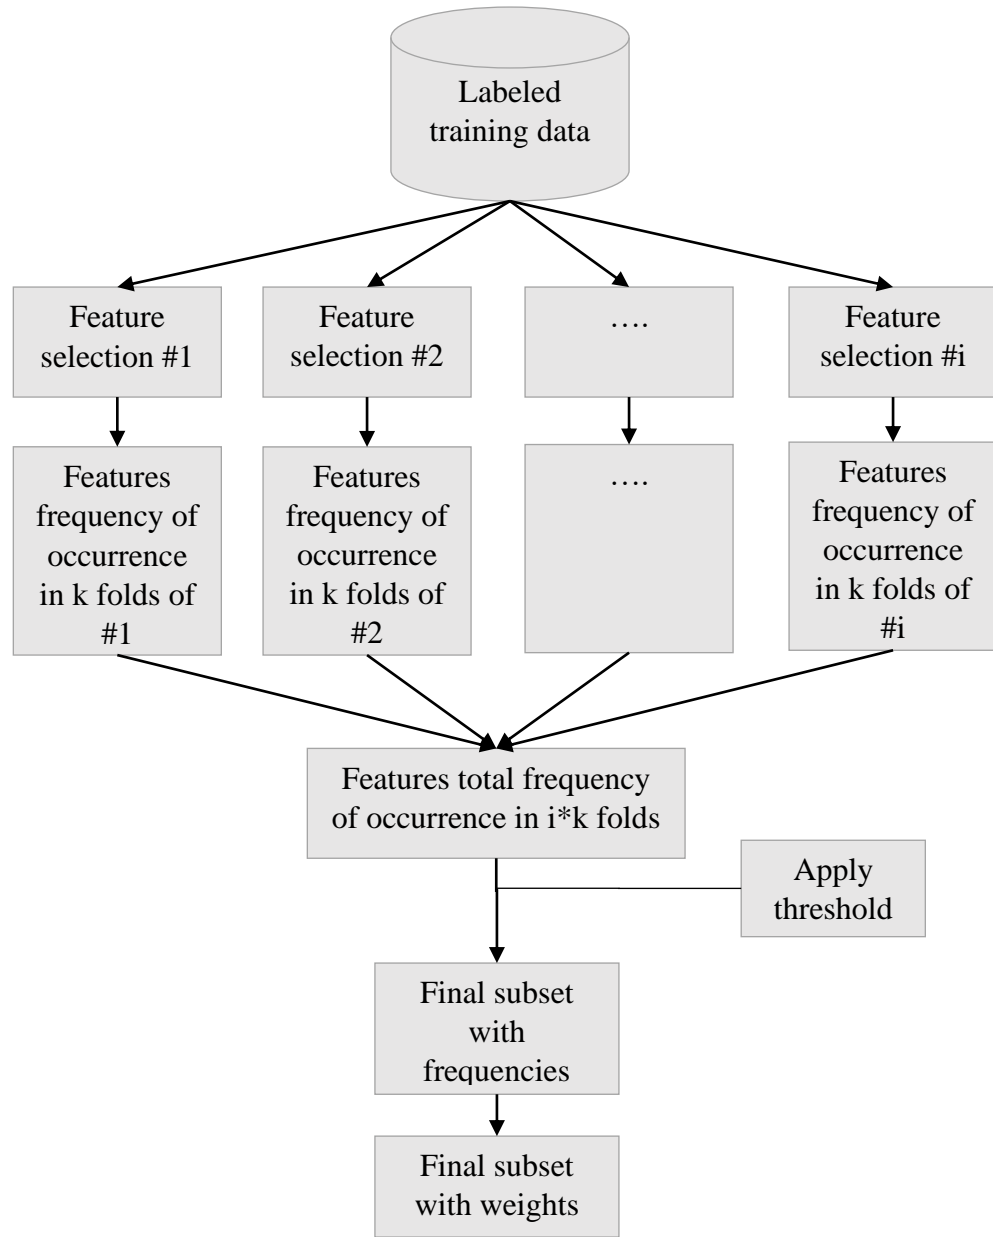 Labeled
training data
Feature
selection #1
Feature
selection #2
….
Feature
selection #i
Features
frequency of
occurrence
in k folds of
#1
Features
frequency of
occurrence
in k folds of
#2
….
Features
frequency of
occurrence
in k folds of
#i
Features total frequency
of occurrence in i*k folds
Apply
threshold
Final subset
with
frequencies
Final subset
with weights